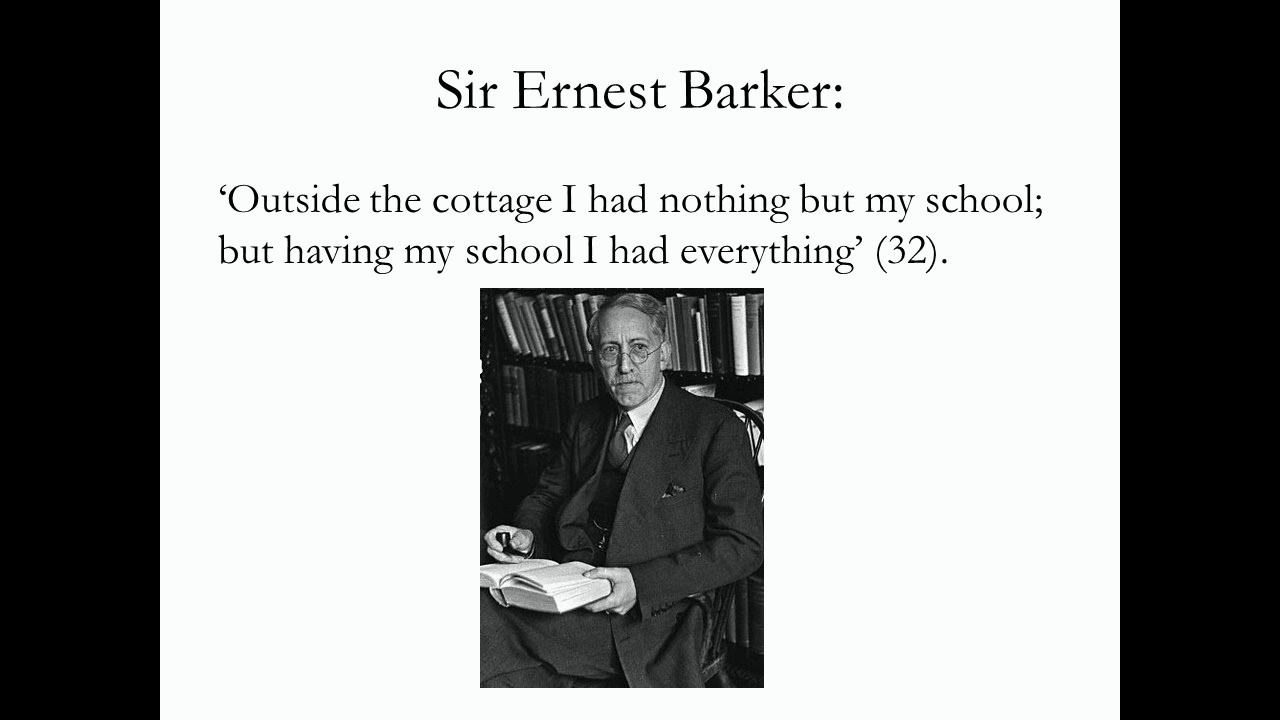 Sir Ernest Barker:
‘Outside the cottage I had nothing but my school;
but having my school I had everything’ (32).